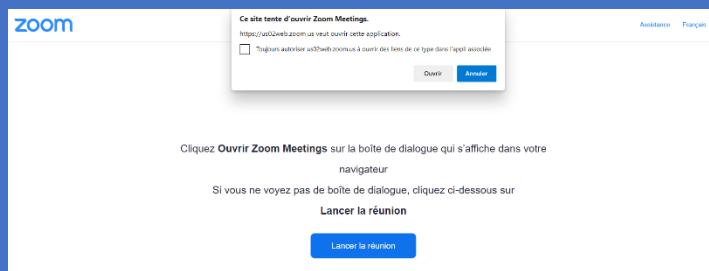 zoom
Ce site tente d'ouvrir Zoom Meetings.
https://us02web.zoom.us veut ouvrir cette application.
Toujours autoriser us02web.zoom.us à ouvrir des liens de ce type dans l'appli associée
Ouvrir
Annuler
Assistance
Français
Cliquez Ouvrir Zoom Meetings sur la boîte de dialogue qui s'affiche dans votre
navigateur
Si vous ne voyez pas de boîte de dialogue, cliquez ci-dessous sur
Lancer la réunion
Lancer la réunion